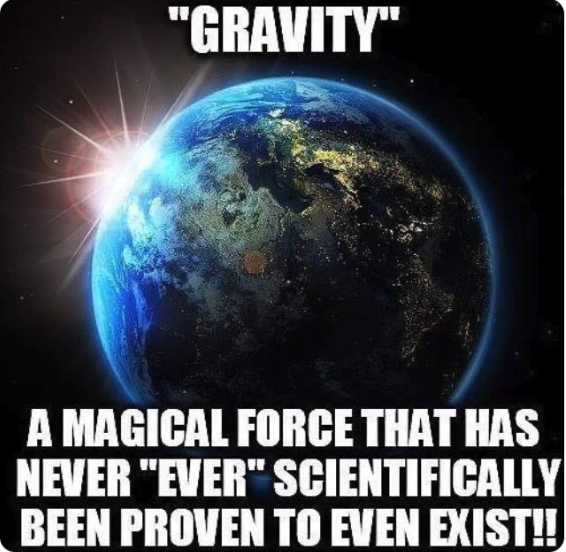 "GRAVITY"
A MAGICAL FORCE THAT HAS
NEVER "EVER" SCIENTIFICALLY
BEEN PROVEN TO EVEN EXIST!!